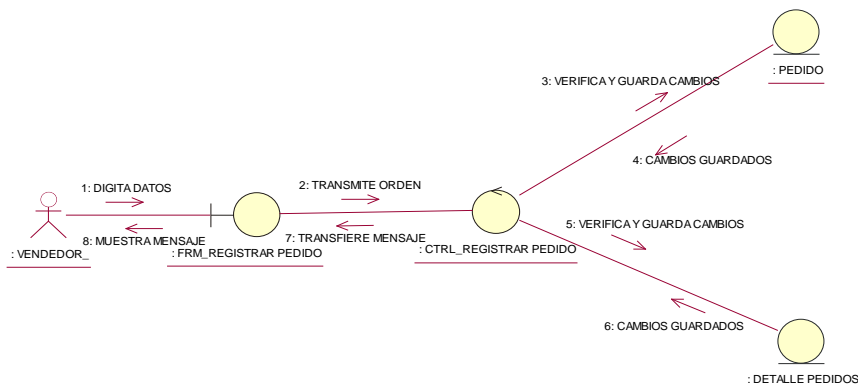 : PEDIDO
3: VERIFICA Y GUARDA CAMBIOS
4: CAMBIOS GUARDADOS
1: DIGITA DATOS
2: TRANSMITE ORDEN
5: VERIFICA Y GUARDA CAMBIOS
8: MUESTRA MENSAJE
7: TRANSFIERE MENSAJE
: VENDEDOR_
: FRM_REGISTRAR PEDIDO
: CTRL_REGISTRAR PEDIDO
6: CAMBIOS GUARDADOS
: DETALLE PEDIDOS